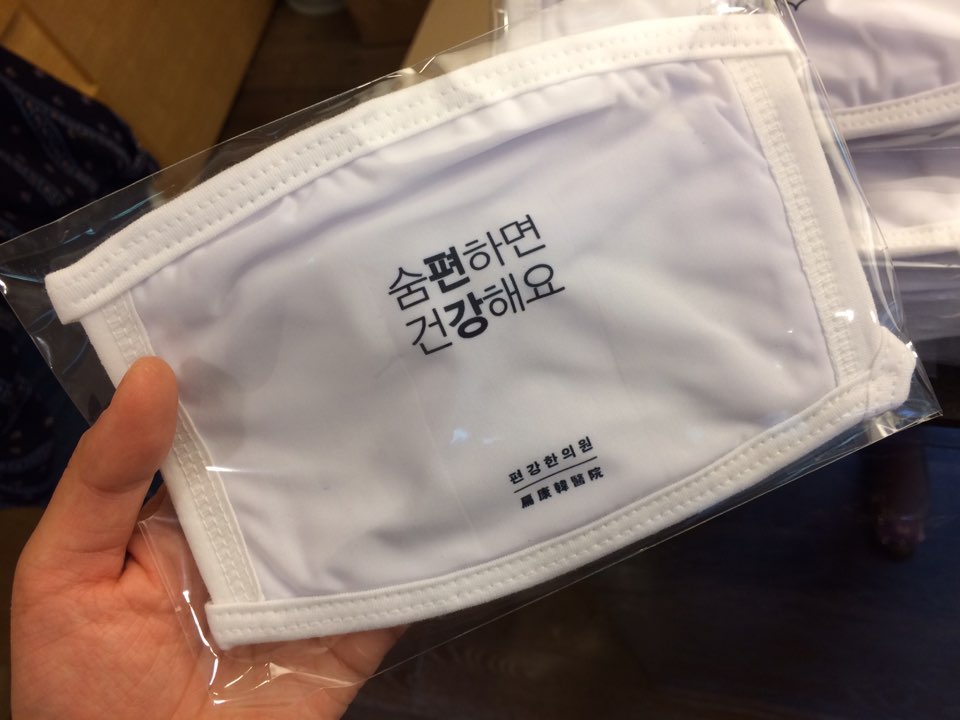 숨편하면
건강해요
편강한의원
扁康韓醫院